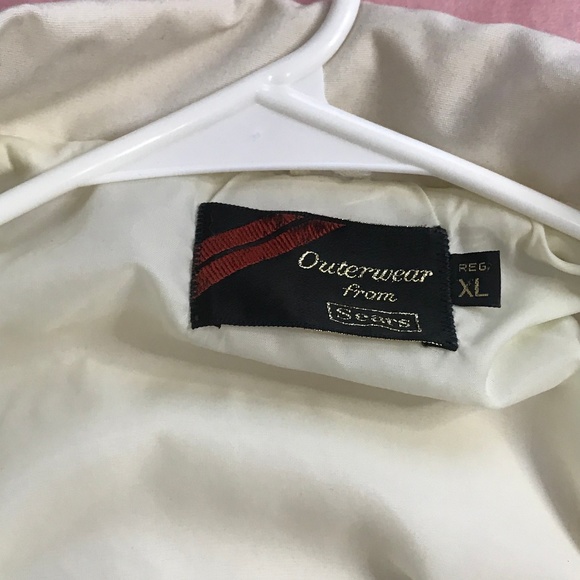 Outerwear
from
Sears
REG.
XL